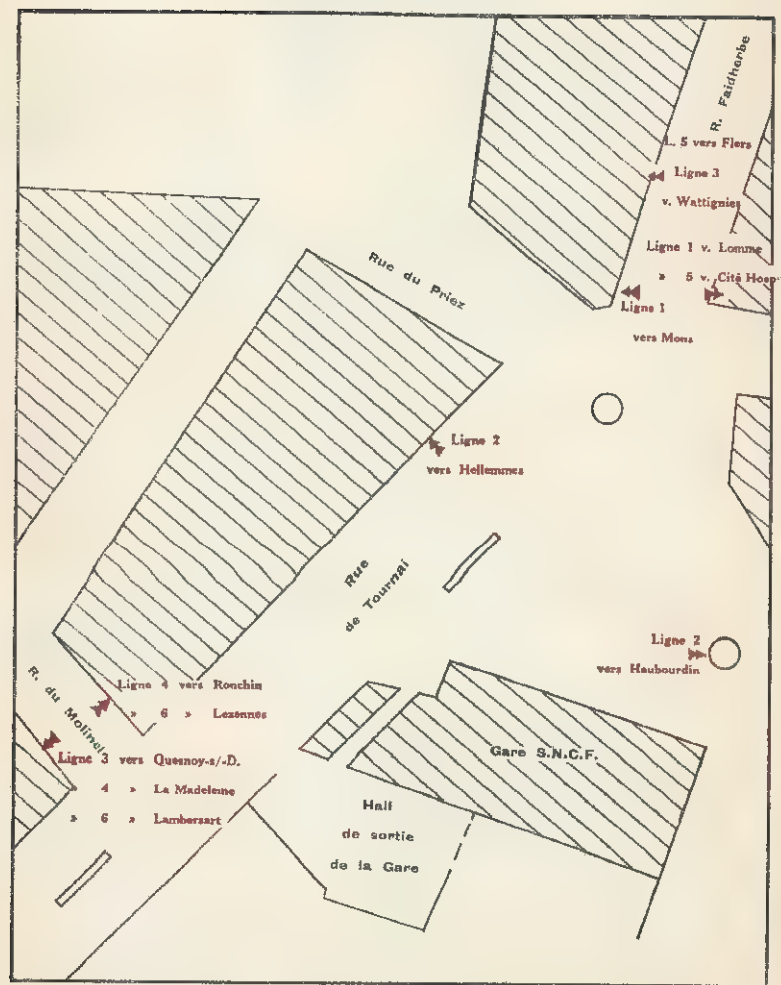 R. Faidherbe
L. 5 vers Flers
Ligne 3
v. Wattignies
Ligne 1 v. Lomme
» 5 v. Cité Hosp.
Ligne 1
vers Mons
Rue du Priez
Ligne 2
vers Hellemmes
Rue
de Tournai
Ligne 2
vers Haubourdin
R. du Molinel
Ligne 4 vers Ronchin
» 6 » Lezennes
Ligne 3 vers Quesnoy-s/-D.
4 » La Madeleine
» 6 » Lambersart
Gare S.N.C.F.
Hall
de sortie
de la Gare